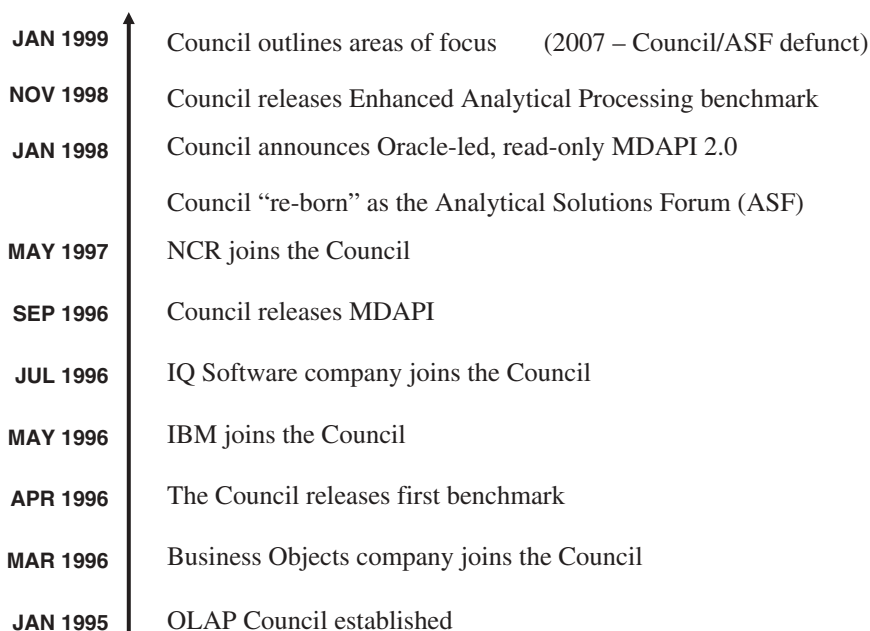 JAN 1999 Council outlines areas of focus (2007 – Council/ASF defunct)
NOV 1998 Council releases Enhanced Analytical Processing benchmark
JAN 1998 Council announces Oracle-led, read-only MDAPI 2.0
Council “re-born” as the Analytical Solutions Forum (ASF)
MAY 1997 NCR joins the Council
SEP 1996 Council releases MDAPI
JUL 1996 IQ Software company joins the Council
MAY 1996 IBM joins the Council
APR 1996 The Council releases first benchmark
MAR 1996 Business Objects company joins the Council
JAN 1995 OLAP Council established